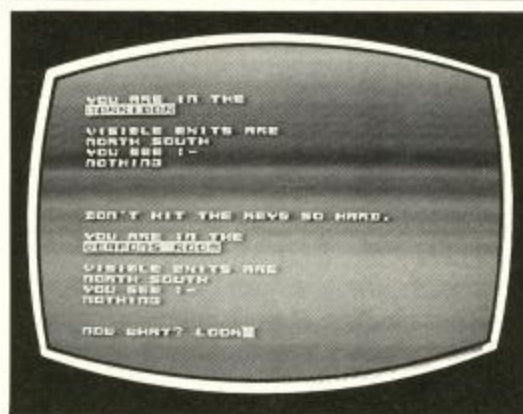 YOU ARE IN THE
CORRIDOR
VISIBLE EXITS ARE
NORTH SOUTH
YOU SEE :-
NOTHING
DON'T HIT THE KEYS SO HARD.
YOU ARE IN THE
WEAPONS ROOM
VISIBLE EXITS ARE
NORTH SOUTH
YOU SEE :-
NOTHING
NOW WHAT? LOOK